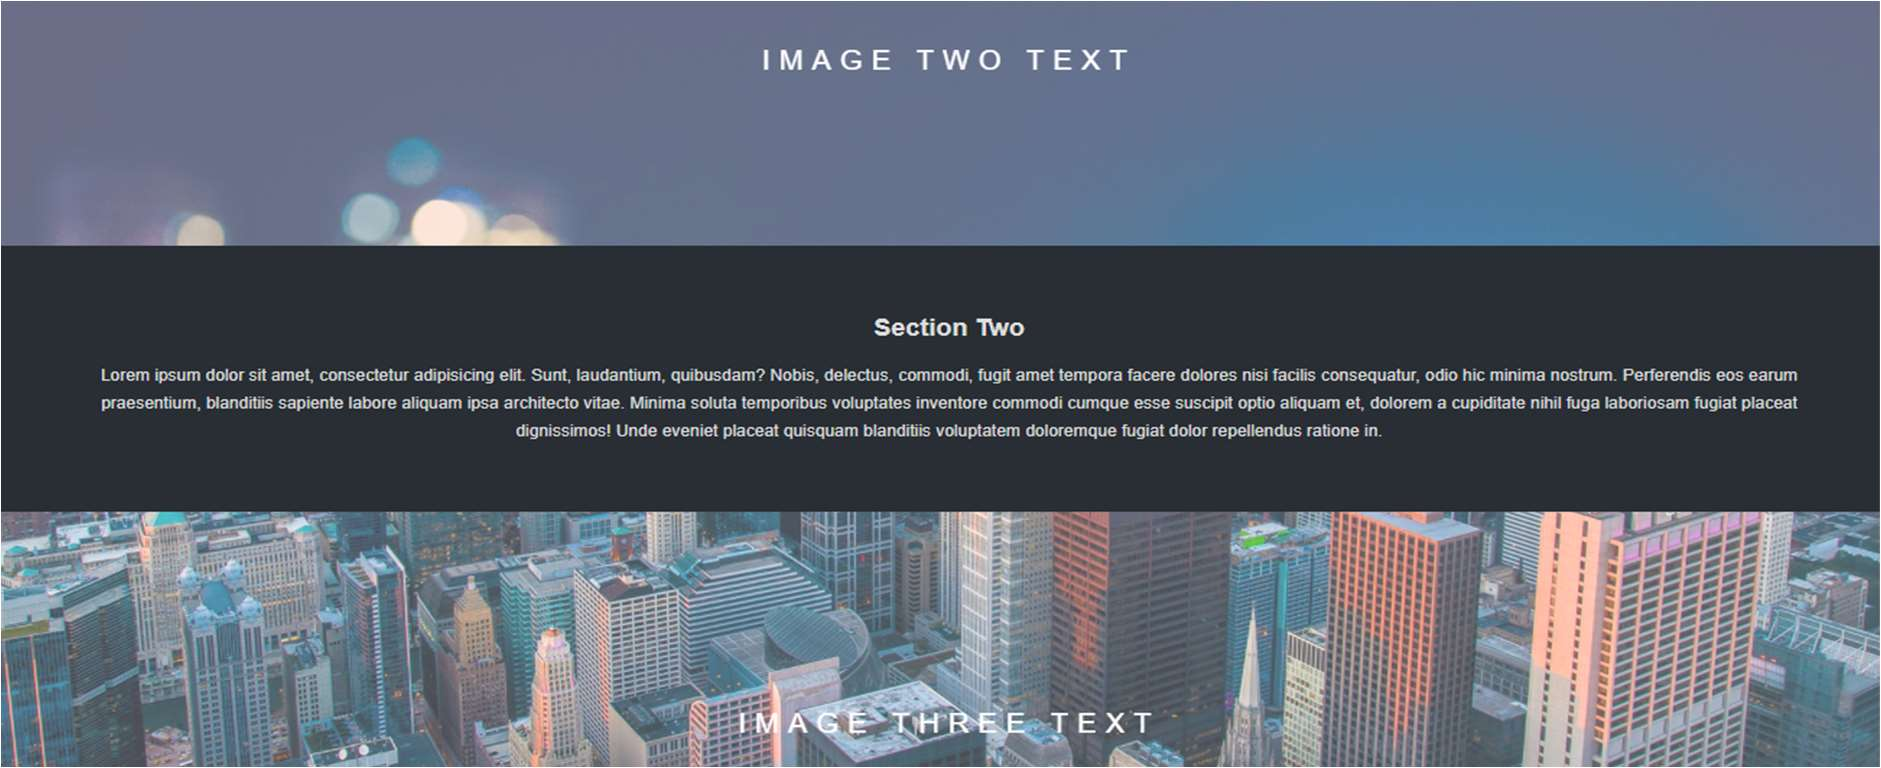 IMAGE TWO TEXT
Section Two
Lorem ipsum dolor sit amet, consectetur adipisicing elit. Sunt, laudantium, quibusdam? Nobis, delectus, commodi, fugit amet tempora facere dolores nisi facilis consequatur, odio hic minima nostrum. Perferendis eos earum
praesentium, blanditiis sapiente labore aliquam ipsa architecto vitae. Minima soluta temporibus voluptates inventore commodi cumque esse suscipit optio aliquam et, dolorem a cupiditate nihil fuga laboriosam fugiat placeat
dignissimos! Unde eveniet placeat quisquam blanditiis voluptatem doloremque fugiat dolor repellendus ratione in.
IMAGE THREE TEXT